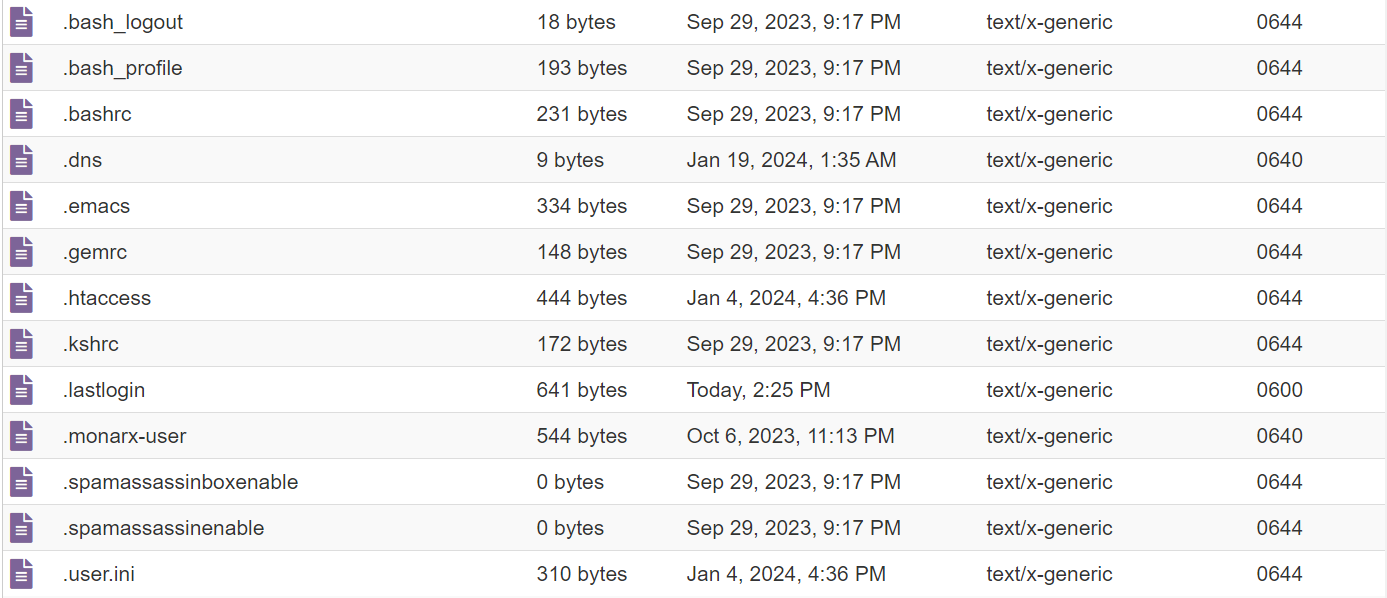 .bash_logout 18 bytes Sep 29, 2023, 9:17 PM text/x-generic 0644
.bash_profile 193 bytes Sep 29, 2023, 9:17 PM text/x-generic 0644
.bashrc 231 bytes Sep 29, 2023, 9:17 PM text/x-generic 0644
.dns 9 bytes Jan 19, 2024, 1:35 AM text/x-generic 0640
.emacs 334 bytes Sep 29, 2023, 9:17 PM text/x-generic 0644
.gemrc 148 bytes Sep 29, 2023, 9:17 PM text/x-generic 0644
.htaccess 444 bytes Jan 4, 2024, 4:36 PM text/x-generic 0644
.kshrc 172 bytes Sep 29, 2023, 9:17 PM text/x-generic 0644
.lastlogin 641 bytes Today, 2:25 PM text/x-generic 0600
.monarx-user 544 bytes Oct 6, 2023, 11:13 PM text/x-generic 0640
.spamassassinboxenable 0 bytes Sep 29, 2023, 9:17 PM text/x-generic 0644
.spamassassinenable 0 bytes Sep 29, 2023, 9:17 PM text/x-generic 0644
.user.ini 310 bytes Jan 4, 2024, 4:36 PM text/x-generic 0644